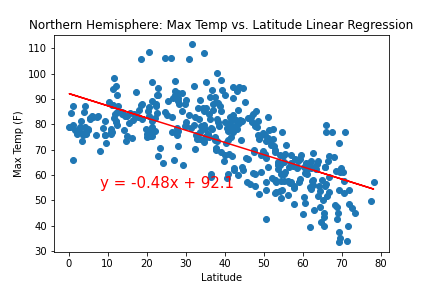 Northern Hemisphere: Max Temp vs. Latitude Linear Regression
110
100
90
80
70
60
50
40
30
Max Temp (F)
y = -0.48x + 92.1
0 10 20 30 40 50 60 70 80
Latitude